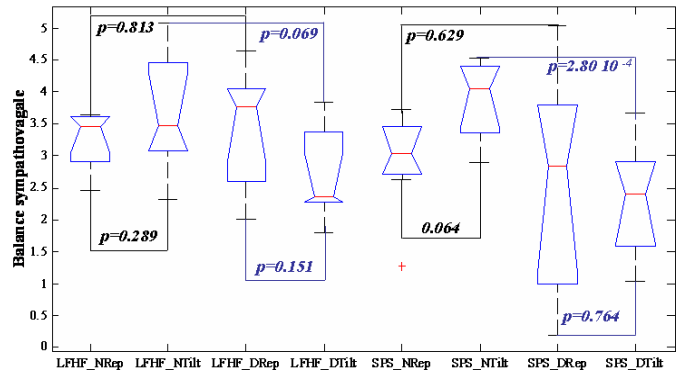 p=0.813
p=0.069
p=0.629
p=2.80 10 -4
5
4.5
4
3.5
3
2.5
2
1.5
1
0.5
0
Balance sympathovagale
p=0.289
p=0.151
0.064
p=0.764
LFHF_NRep LFHF_NTilt LFHF_DRep LFHF_DTilt SPS_NRep SPS_NTilt SPS_DRep SPS_DTilt